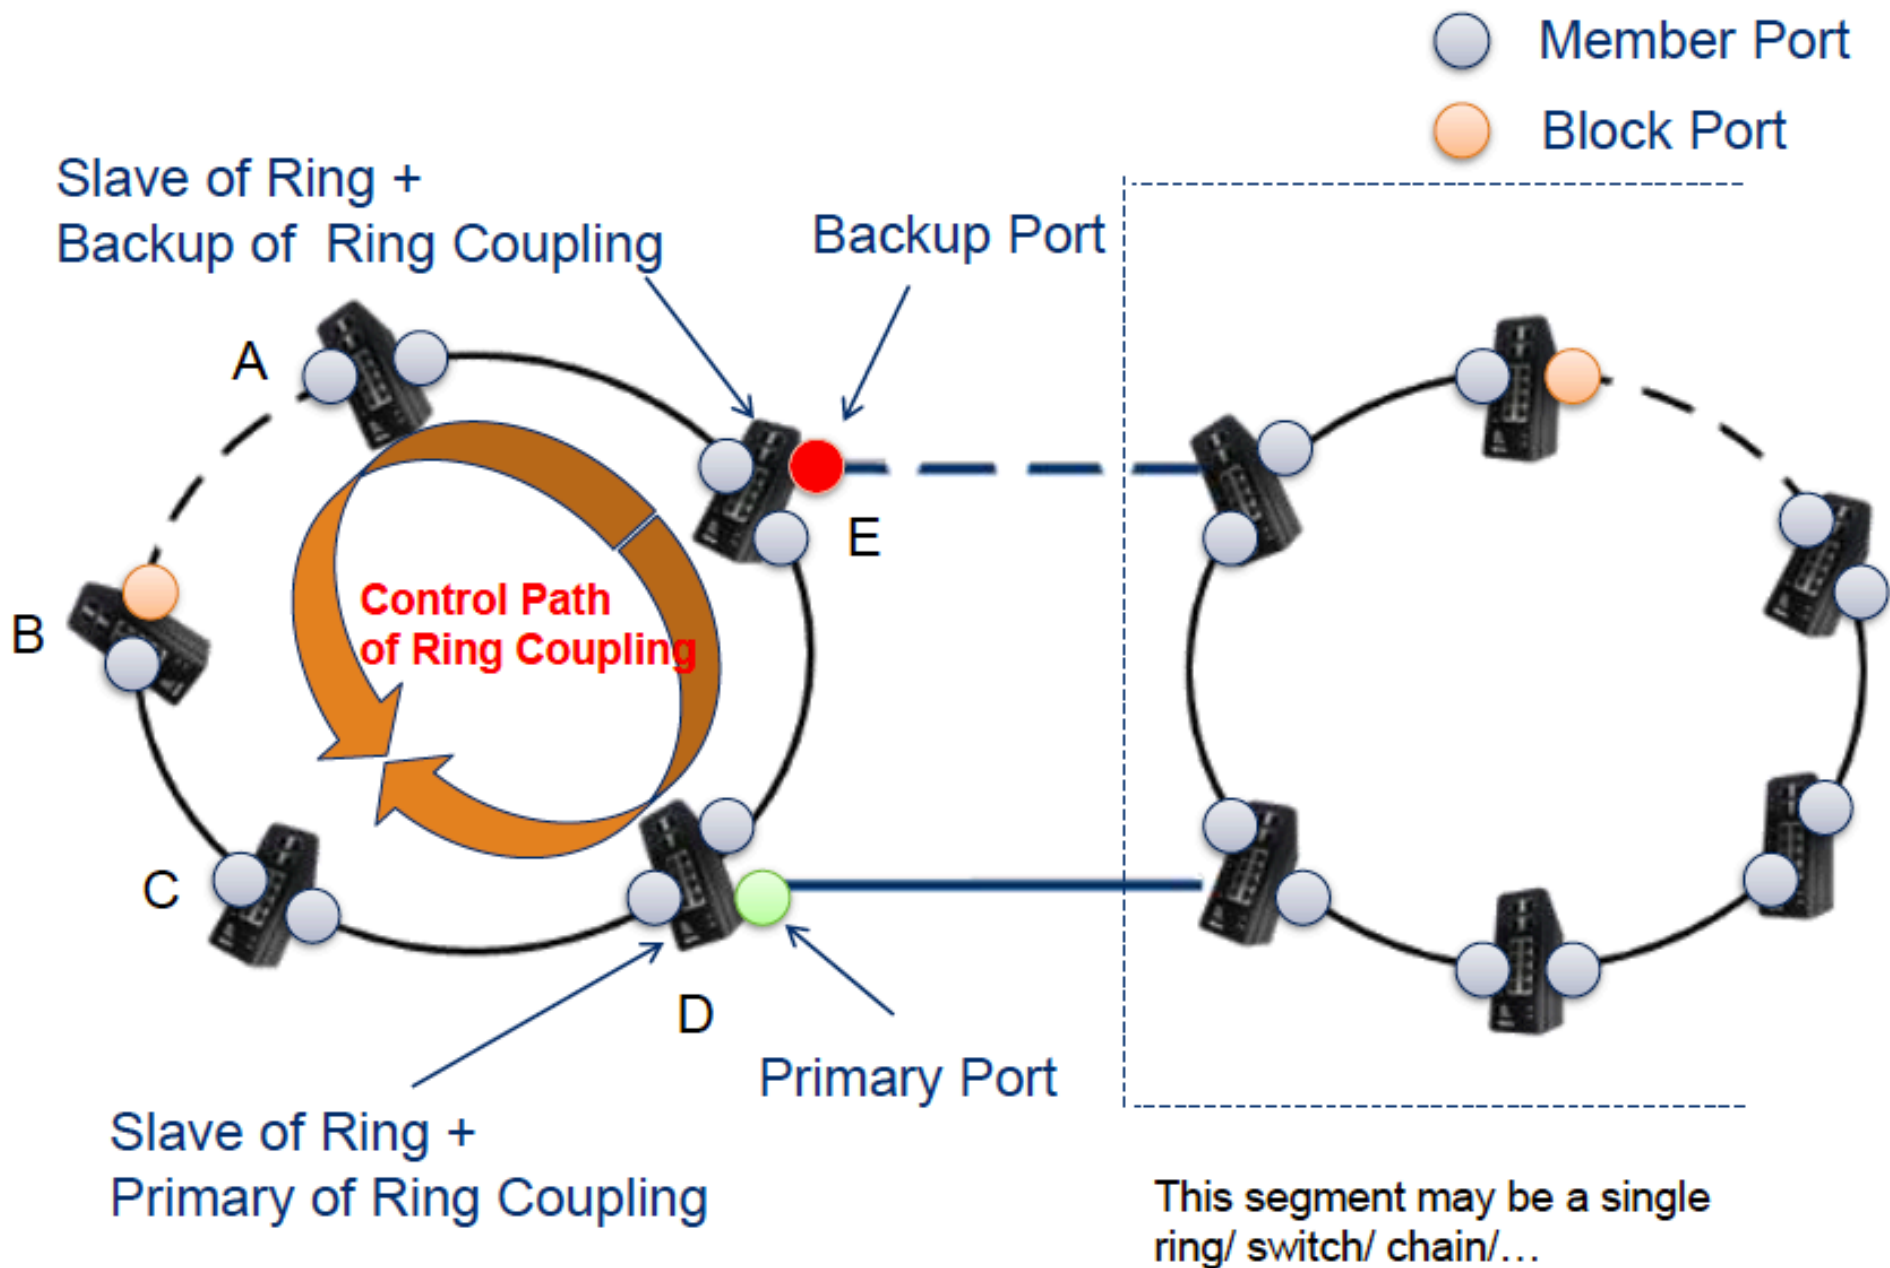 Member Port
Block Port
Slave of Ring +
Backup of Ring Coupling
Backup Port
A
E
B
Control Path
of Ring Coupling
C
D
Primary Port
Slave of Ring +
Primary of Ring Coupling
This segment may be a single
ring/ switch/ chain/…